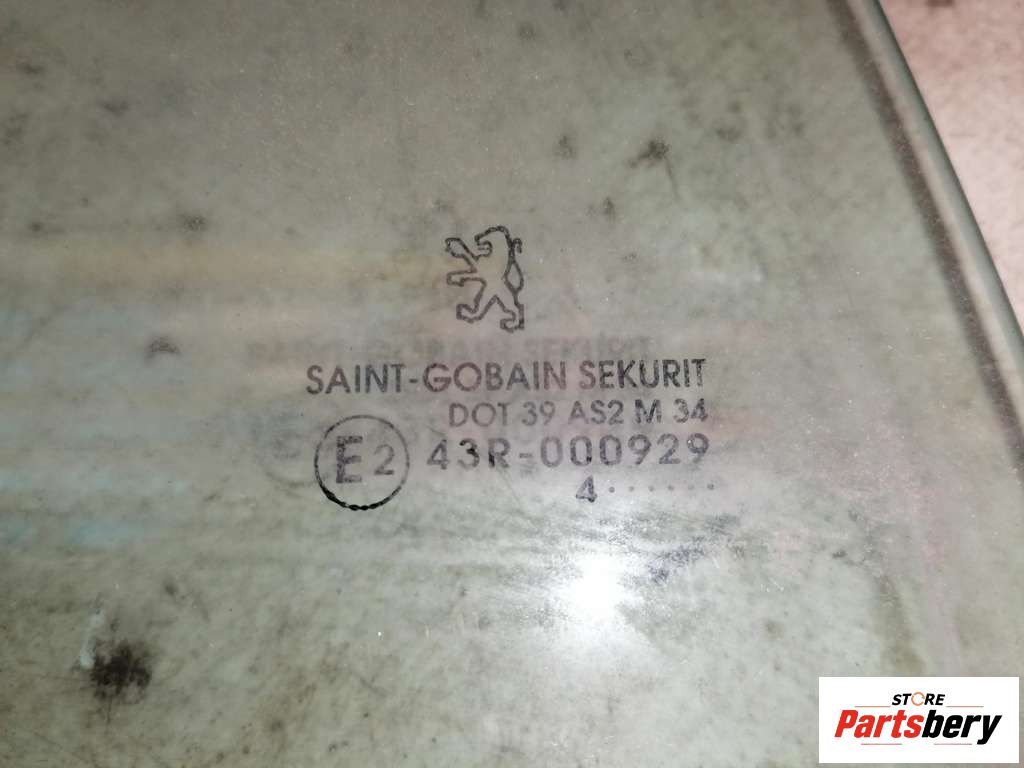 SAINT-GOBAIN SEKURIT
DOT 39 AS2 M 34
E2 43R-000929
4······
STORE
Partsbery